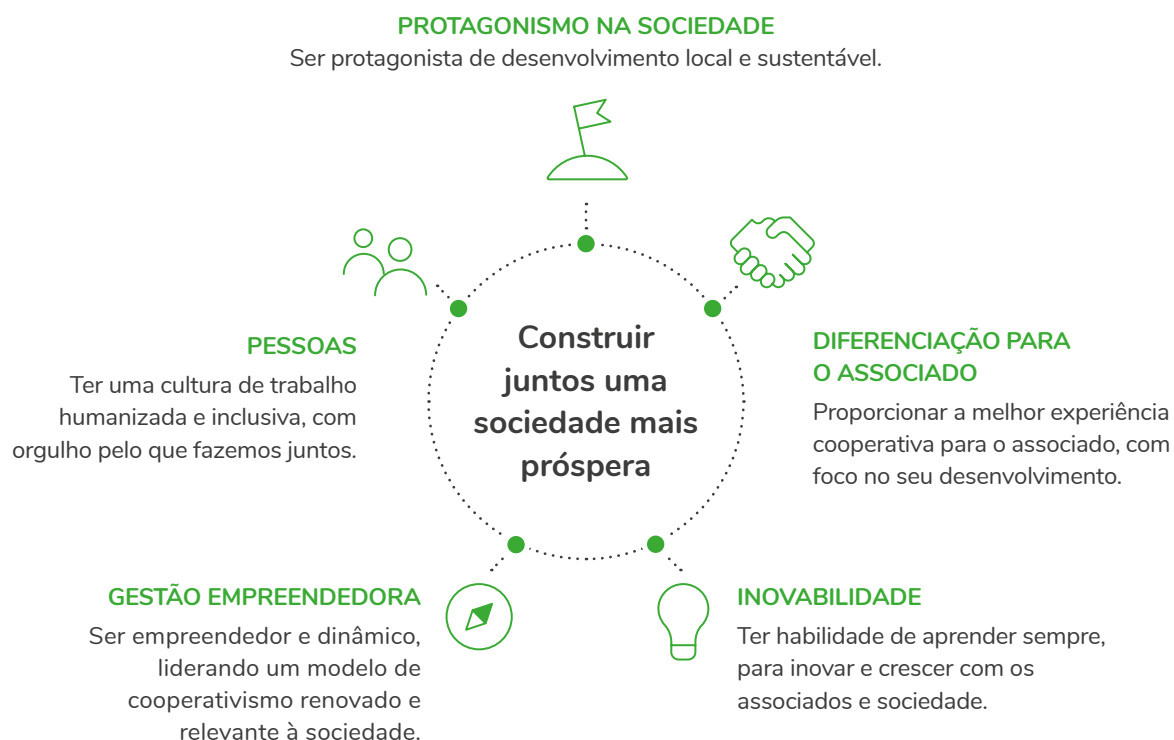 PROTAGONISMO NA SOCIEDADE
Ser protagonista de desenvolvimento local e sustentável.
PESSOAS
Ter uma cultura de trabalho
humanizada e inclusiva, com
orgulho pelo que fazemos juntos.
Construir
juntos uma
sociedade mais
próspera
DIFERENCIAÇÃO PARA
O ASSOCIADO
Proporcionar a melhor experiência
cooperativa para o associado, com
foco no seu desenvolvimento.
GESTÃO EMPREENDEDORA
Ser empreendedor e dinâmico,
liderando um modelo de
cooperativismo renovado e
relevante à sociedade.
INOVABILIDADE
Ter habilidade de aprender sempre,
para inovar e crescer com os
associados e sociedade.